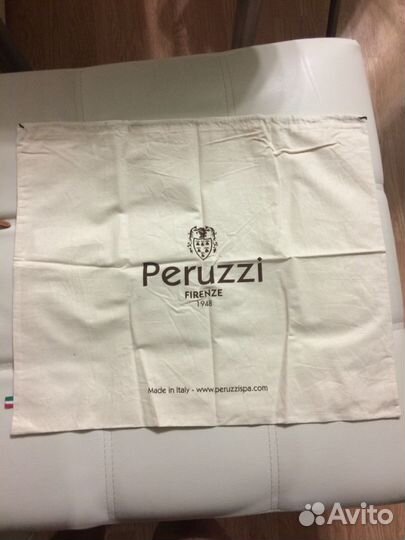 Peruzzi
FIRENZE
1948
Made in Italy - www.peruzzispa.com
Avito